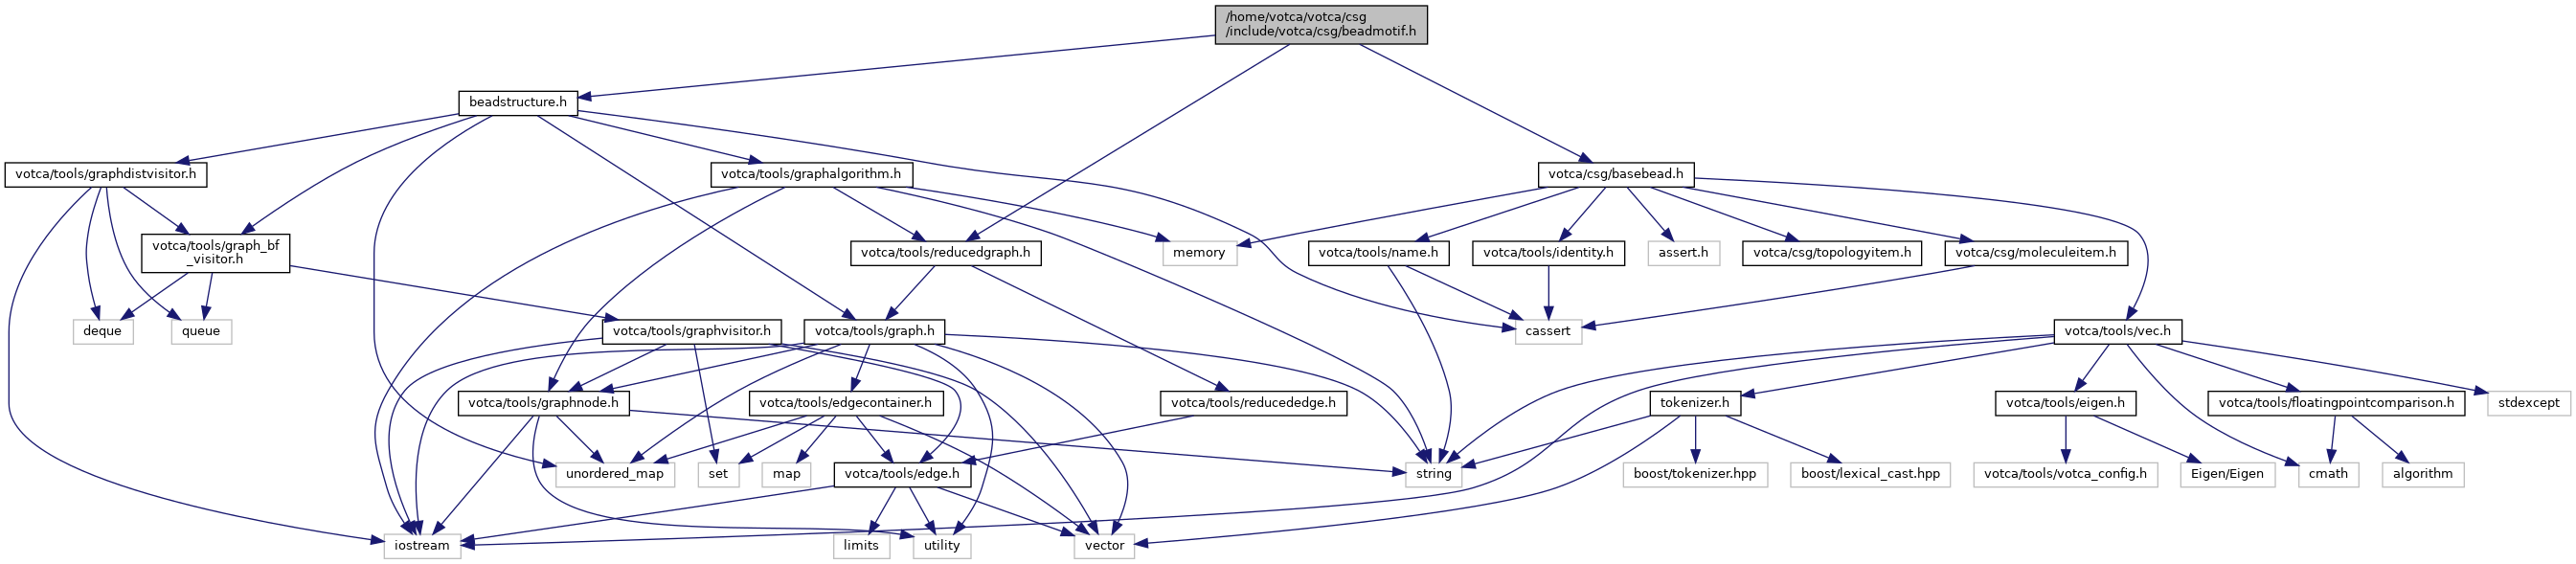 /home/votca/votca/csg
/include/votca/csg/beadmotif.h
beadstructure.h
votca/tools/graphdistvisitor.h
votca/tools/graphalgorithm.h
votca/csg/basebead.h
votca/tools/graph_bf
_visitor.h
votca/tools/reducedgraph.h
memory
votca/tools/name.h
votca/tools/identity.h
assert.h
votca/csg/topologyitem.h
votca/csg/moleculeitem.h
deque
queue
votca/tools/graphvisitor.h
votca/tools/graph.h
cassert
votca/tools/vec.h
votca/tools/graphnode.h
votca/tools/edgecontainer.h
votca/tools/reducededge.h
tokenizer.h
votca/tools/eigen.h
votca/tools/floatingpointcomparison.h
stdexcept
unordered_map
set
map
votca/tools/edge.h
string
boost/tokenizer.hpp
boost/lexical_cast.hpp
votca/tools/votca_config.h
Eigen/Eigen
cmath
algorithm
iostream
limits
utility
vector